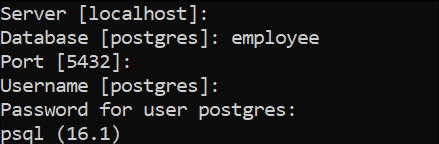 Server [localhost]:
Database [postgres]: employee
Port [5432]:
Username [postgres]:
Password for user postgres:
psql (16.1)